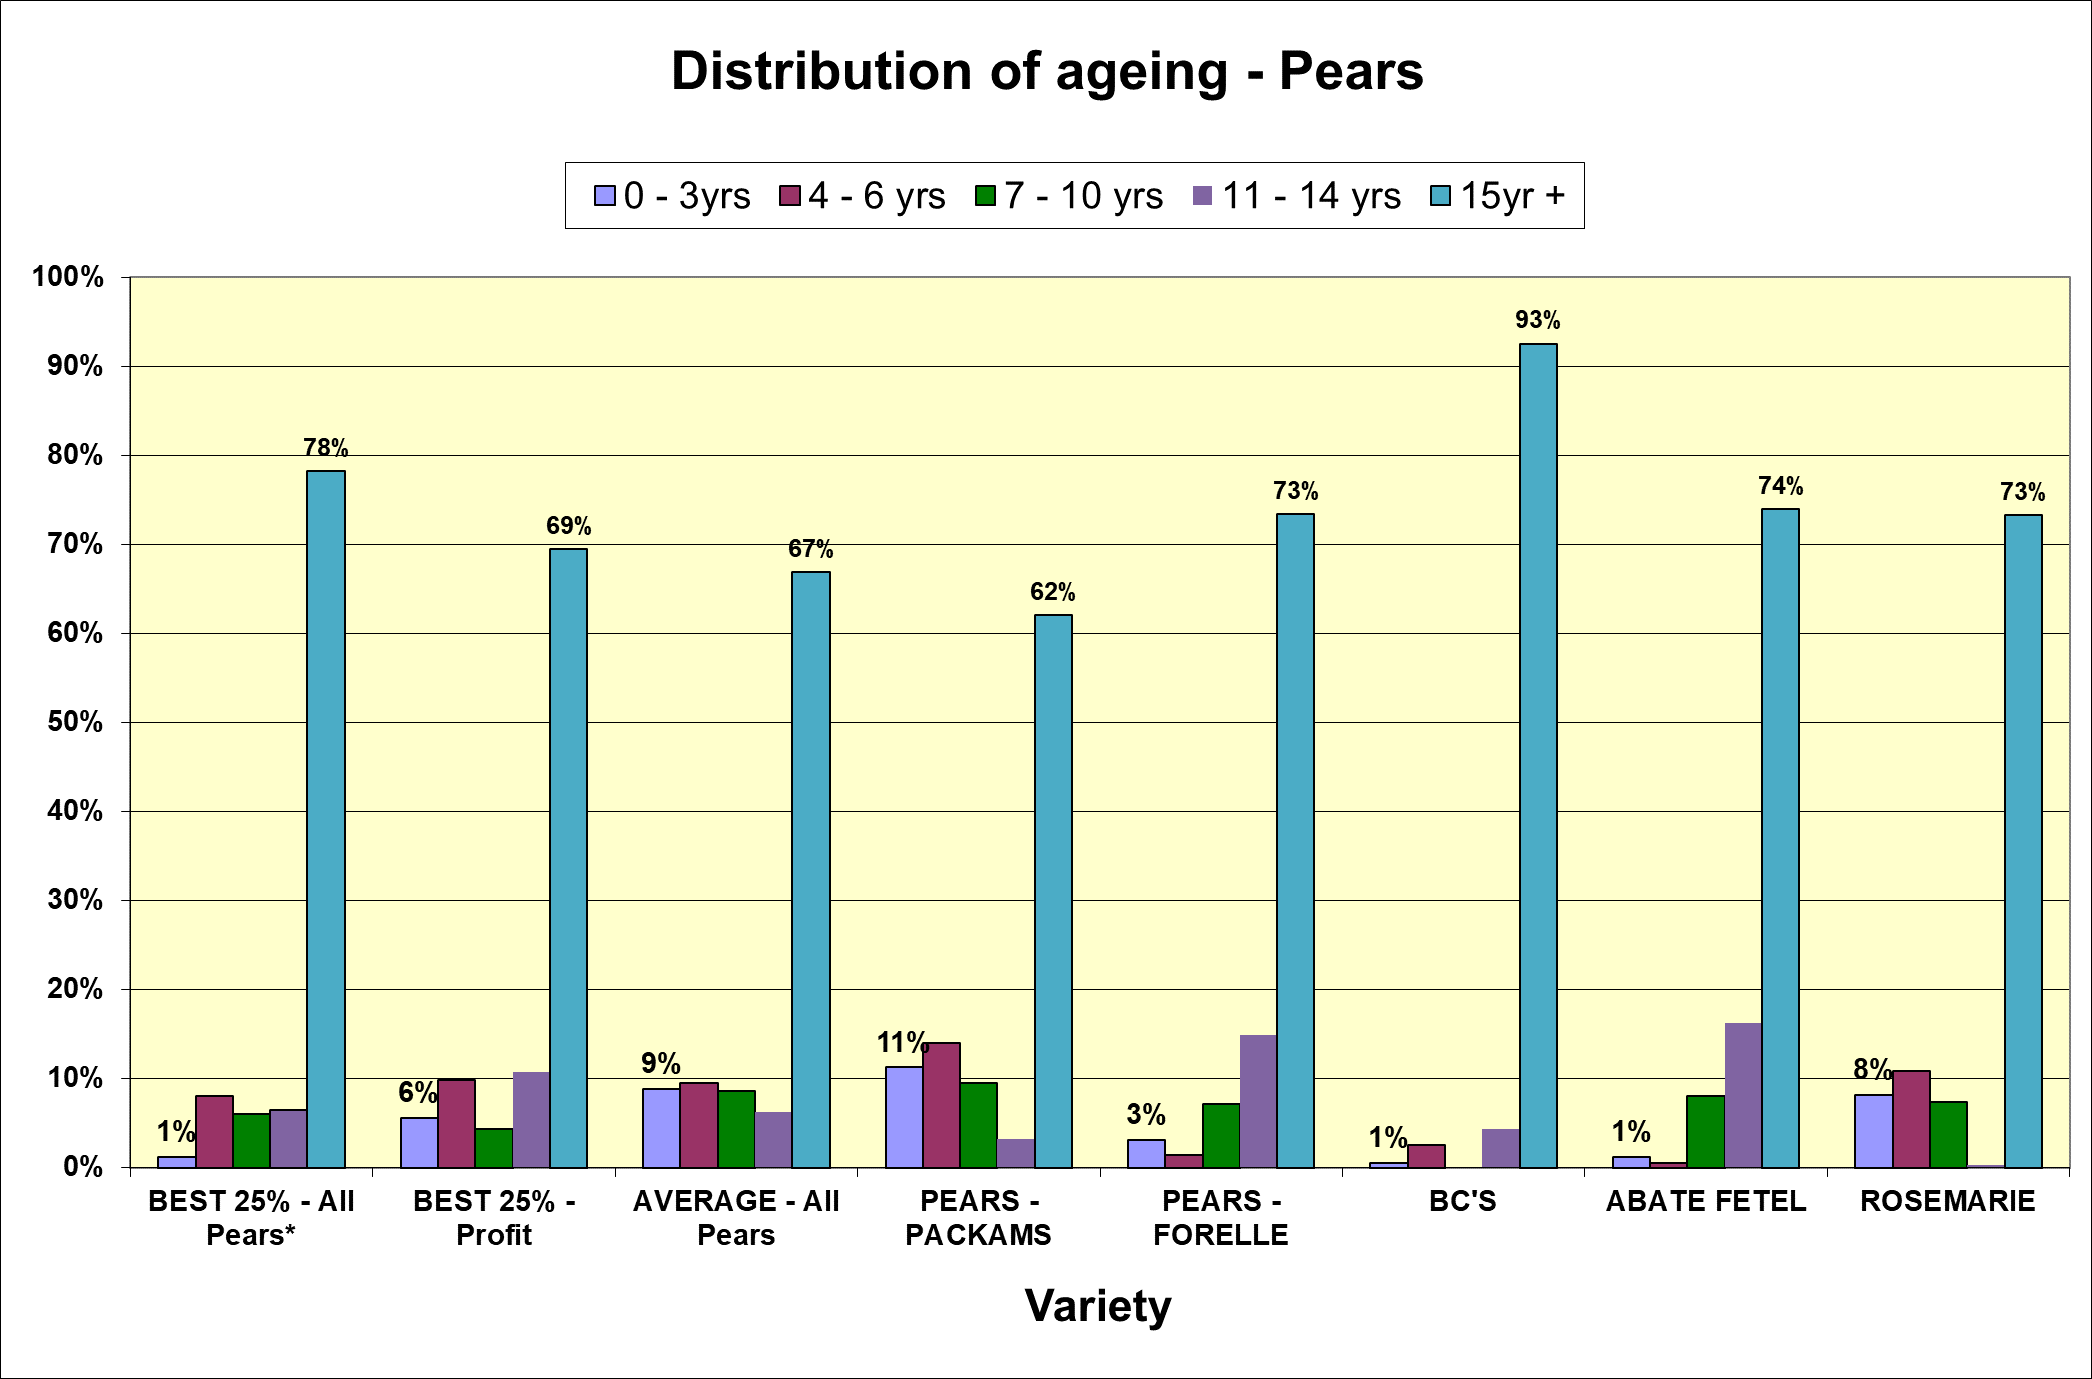 Distribution of ageing - Pears
0 - 3yrs 4 - 6 yrs 7 - 10 yrs 11 - 14 yrs 15yr +
100%
90%
80%
70%
60%
50%
40%
30%
20%
10%
0%
1%
78%
6%
69%
9%
67%
11%
62%
3%
73%
1%
93%
1%
74%
8%
73%
BEST 25% - All
Pears*
BEST 25% -
Profit
AVERAGE - All
Pears
PEARS -
PACKAMS
PEARS -
FORELLE
BC'S
ABATE FETEL
ROSEMARIE
Variety